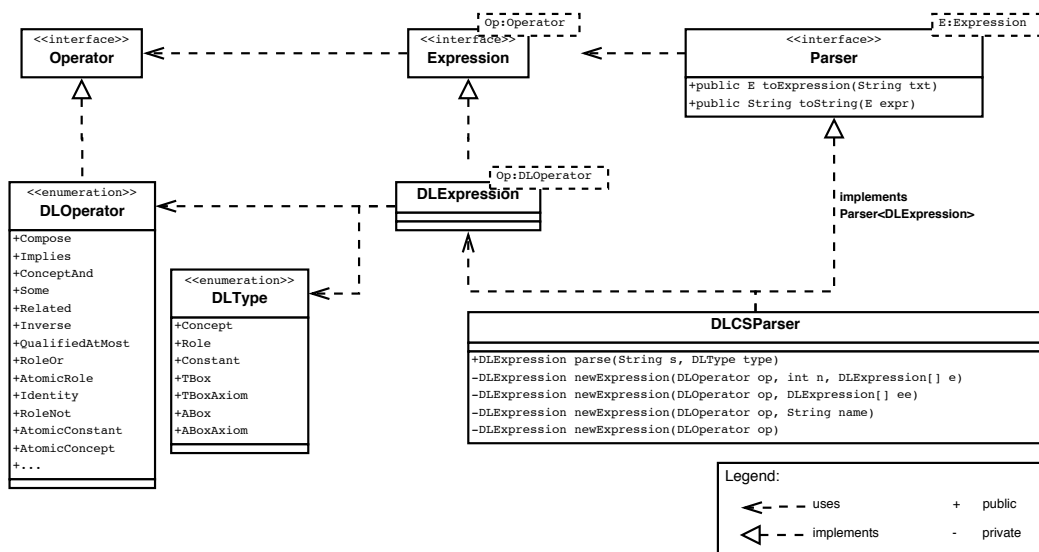 Op:Operator
E:Expression
<<interface>>
Operator
<<interface>>
Expression
<<interface>>
Parser
+public E toExpression(String txt)
+public String toString(E expr)
<<enumeration>>
DLOperator
+Compose
+Implies
+ConceptAnd
+Some
+Related
+Inverse
+QualifiedAtMost
+RoleOr
+AtomicRole
+Identity
+RoleNot
+AtomicConstant
+AtomicConcept
+...
Op:DLOperator
DLExpression
implements
Parser<DLExpression>
<<enumeration>>
DLType
+Concept
+Role
+Constant
+TBox
+TBoxAxiom
+ABox
+ABoxAxiom
DLCSParser
+DLExpression parse(String s, DLType type)
-DLExpression newExpression(DLOperator op, int n, DLExpression[] e)
-DLExpression newExpression(DLOperator op, DLExpression[] ee)
-DLExpression newExpression(DLOperator op, String name)
-DLExpression newExpression(DLOperator op)
Legend:
uses + public
implements - private